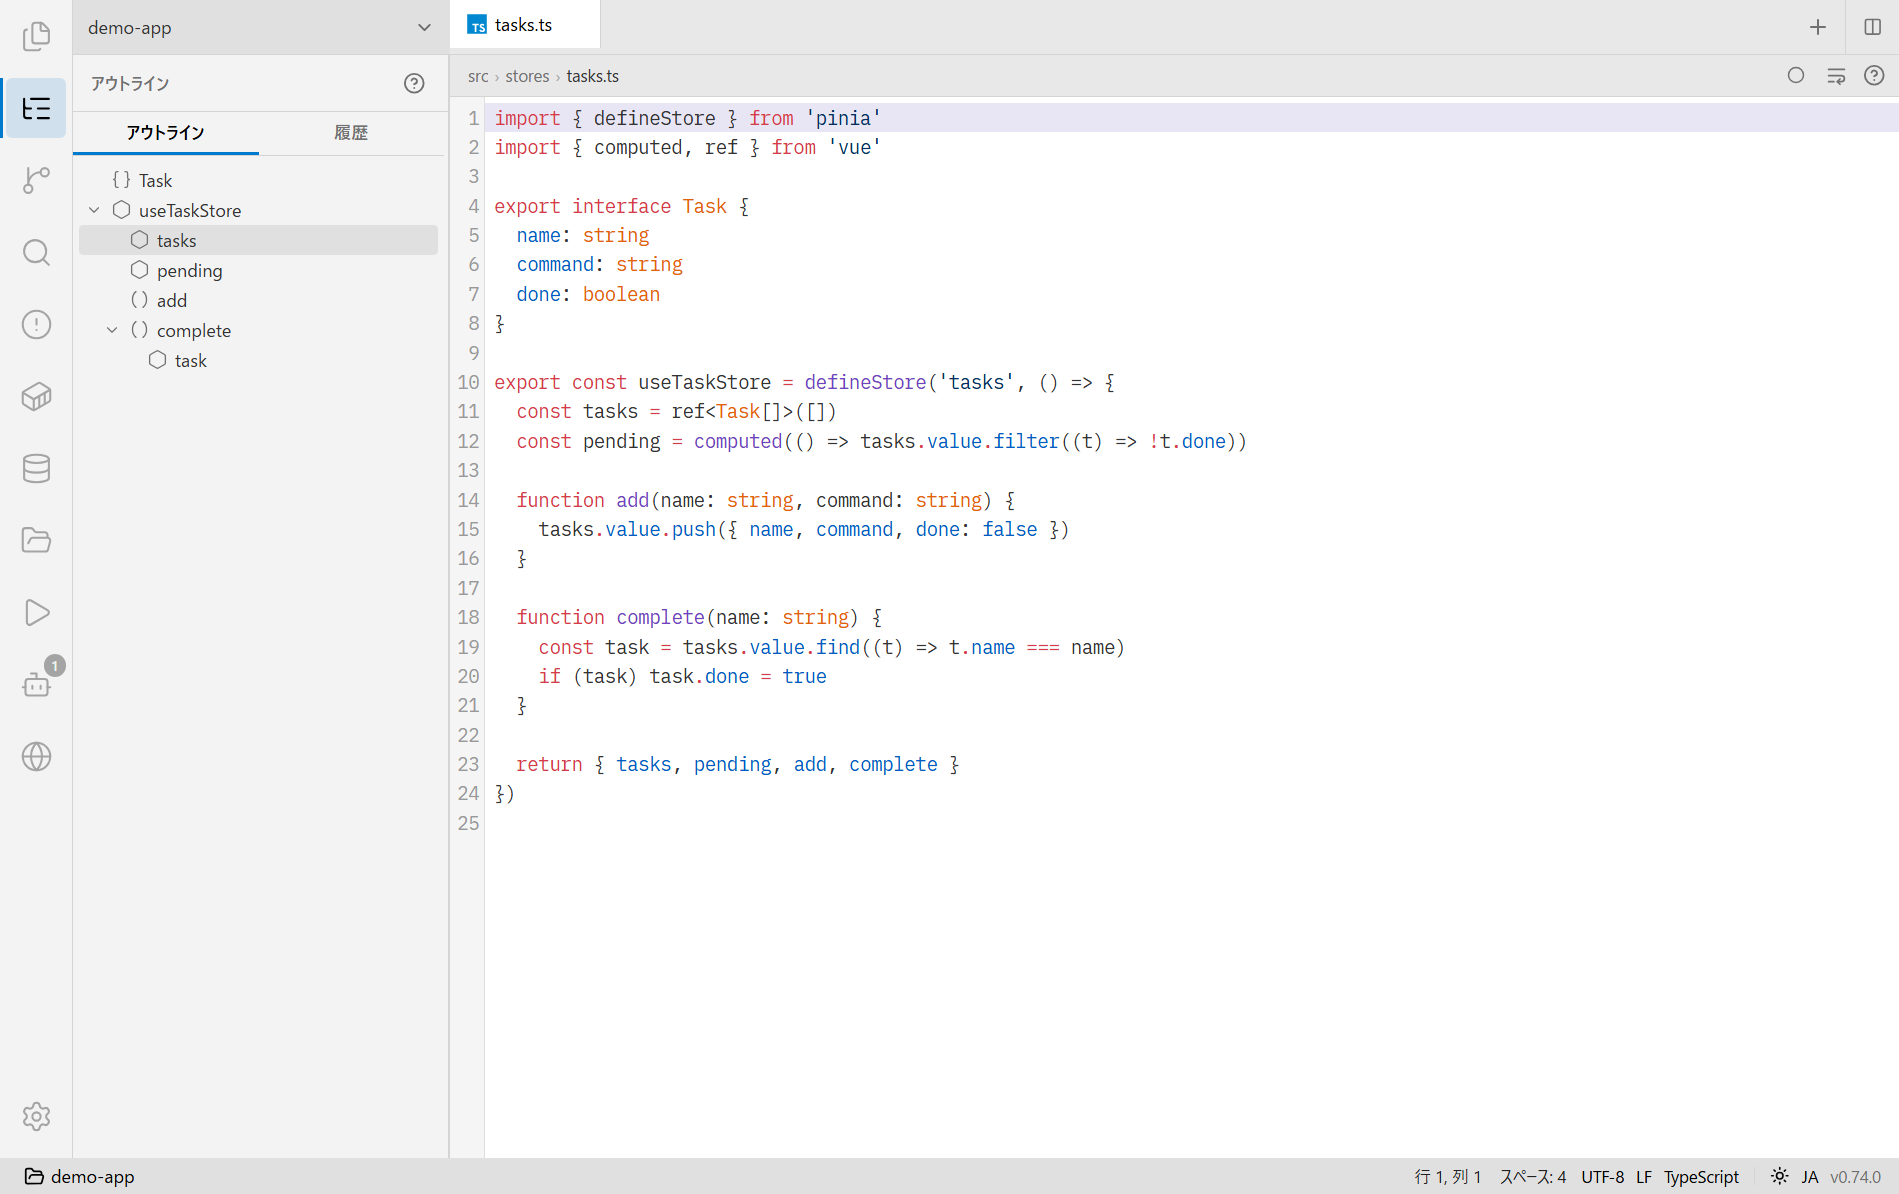 demo-app
アウトライン
アウトライン
履歴
{ } Task
useTaskStore
tasks
pending
( ) add
( ) complete
task
1
TS tasks.ts
src › stores › tasks.ts
1 import { defineStore } from 'pinia'
2 import { computed, ref } from 'vue'
3
4 export interface Task {
5   name: string
6   command: string
7   done: boolean
8 }
9
10 export const useTaskStore = defineStore('tasks', () => {
11   const tasks = ref<Task[]>([])
12   const pending = computed(() => tasks.value.filter((t) => !t.done))
13
14   function add(name: string, command: string) {
15     tasks.value.push({ name, command, done: false })
16   }
17
18   function complete(name: string) {
19     const task = tasks.value.find((t) => t.name === name)
20     if (task) task.done = true
21   }
22
23   return { tasks, pending, add, complete }
24 })
25
demo-app
行 1, 列 1 スペース: 4 UTF-8 LF TypeScript JA v0.74.0